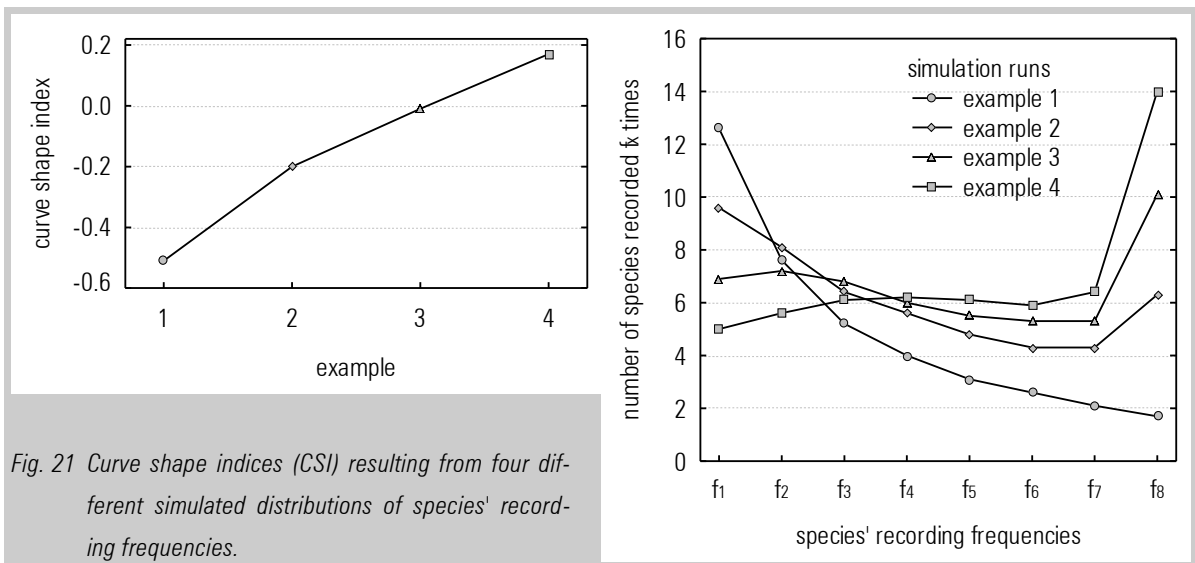 0.2
0.0
-0.2
-0.4
-0.6
curve shape index
1 2 3 4
example
Fig. 21 Curve shape indices (CSI) resulting from four dif-
ferent simulated distributions of species' record-
ing frequencies.
16
14
12
10
8
6
4
2
0
number of species recorded fx times
simulation runs
example 1
example 2
example 3
example 4
f1 f2 f3 f4 f5 f6 f7 f8
species' recording frequencies